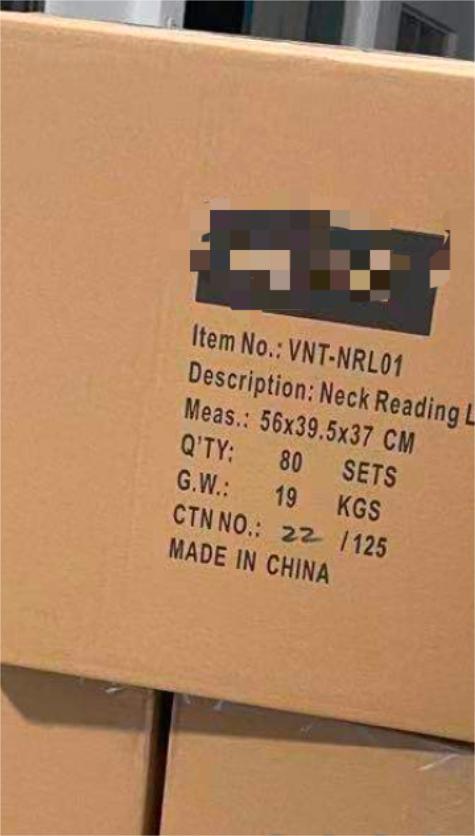 Item No.: VNT-NRL01
Description: Neck Reading L
Meas.: 56x39.5x37 CM
Q'TY: 80 SETS
G.W.: 19 KGS
CTN NO.: 22 /125
MADE IN CHINA